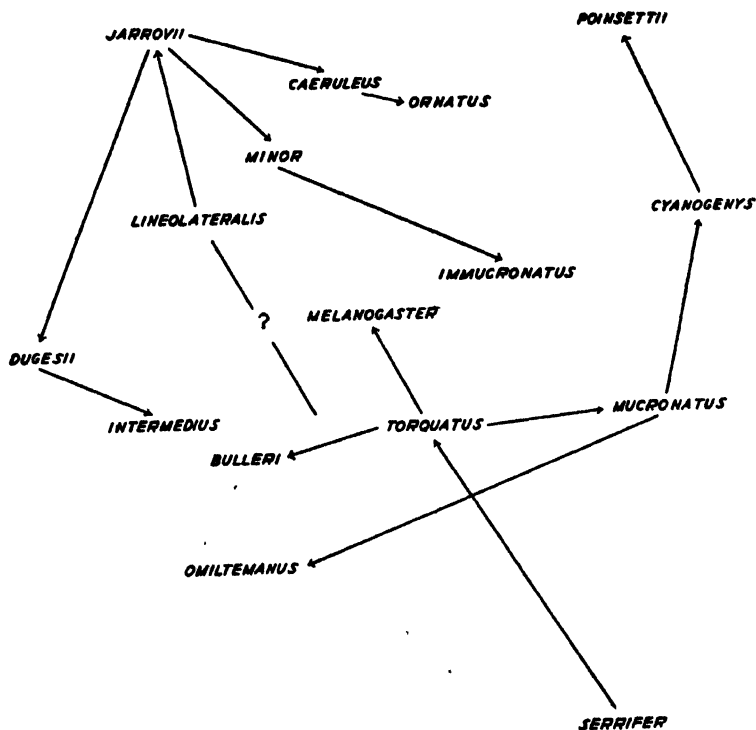 POINSETTII
JARROVII
CAERULEUS
ORNATUS
MINOR
CYANOGENYS
LINEOLATERALIS
IMMUCRONATUS
MELANOGASTER
?
DUGESII
MUCRONATUS
INTERMEDIUS
TORQUATUS
BULLERI
OMILTEMANUS
SERRIFER